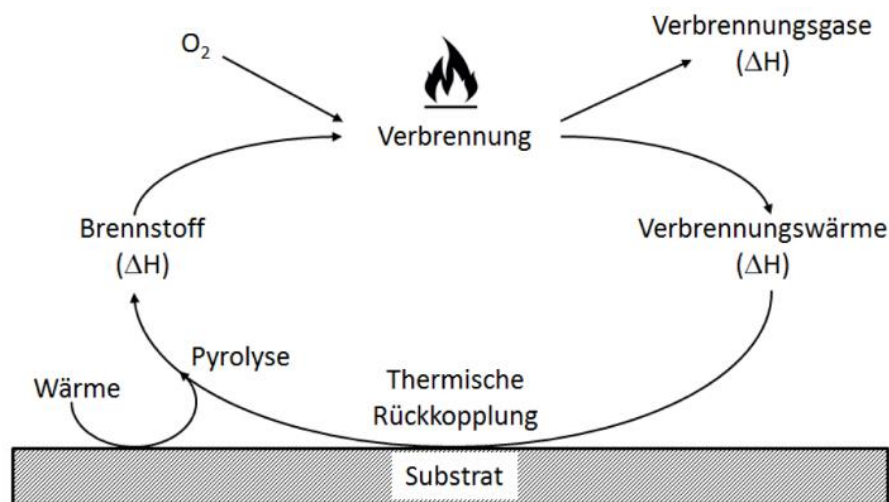 O₂
Verbrennungsgase
(ΔH)
Verbrennung
Brennstoff
(ΔH)
Verbrennungswärme
(ΔH)
Pyrolyse
Wärme
Thermische
Rückkopplung
Substrat